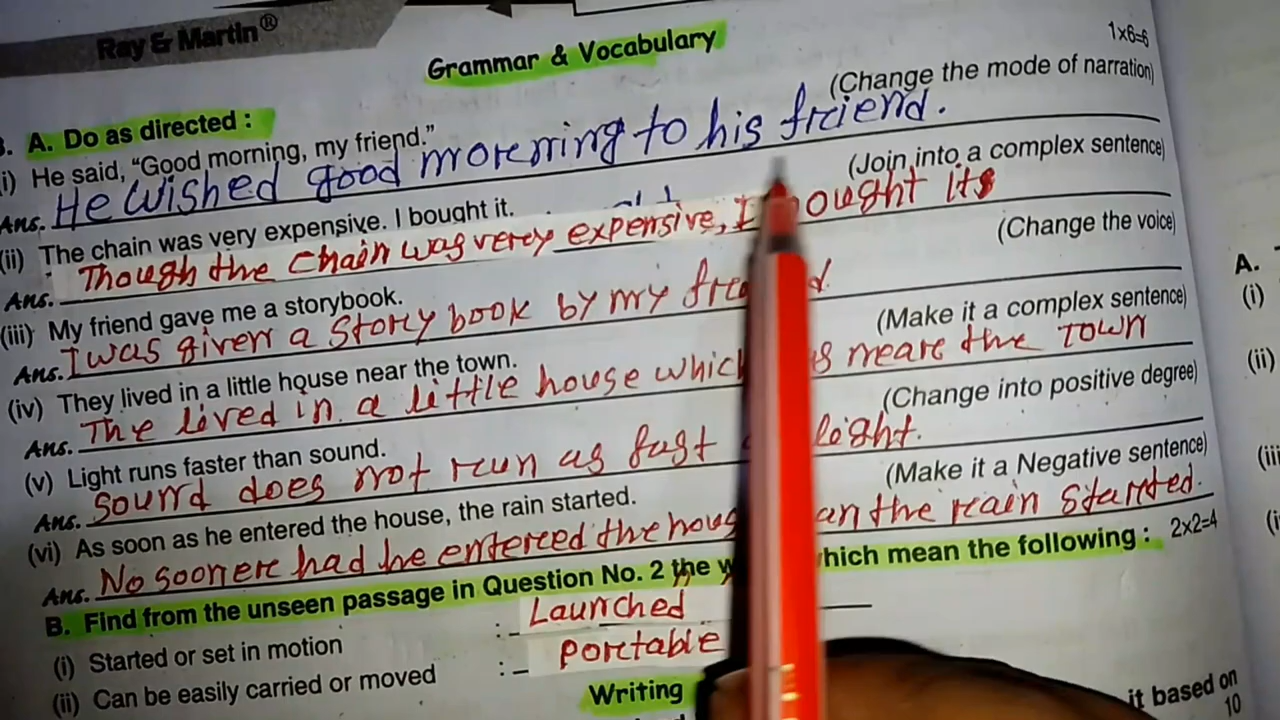 Ray & Martin®
Grammar & Vocabulary
1x6=6
3. A. Do as directed :
(i) He said, “Good morning, my friend.” (Change the mode of narration)
Ans. He wished good morning to his friend.
(ii) The chain was very expensive. I bought it. (Join into a complex sentence)
Ans. Though the chain was very expensive, I bought it
(iii) My friend gave me a storybook. (Change the voice)
Ans. I was given a story book by my
(iv) They lived in a little house near the town. (Make it a complex sentence)
Ans. The lived in a little house which near the town
(v) Light runs faster than sound. (Change into positive degree)
Ans. Sound does not run as fast light.
(vi) As soon as he entered the house, the rain started. (Make it a Negative sentence)
Ans. No sooner had he entered the the rain started.
B. Find from the unseen passage in Question No. 2 the which mean the following : 2x2=4
(i) Started or set in motion : Launched
(ii) Can be easily carried or moved : portable
Writing
it based on
10
A.
(i)
(ii)
(iii